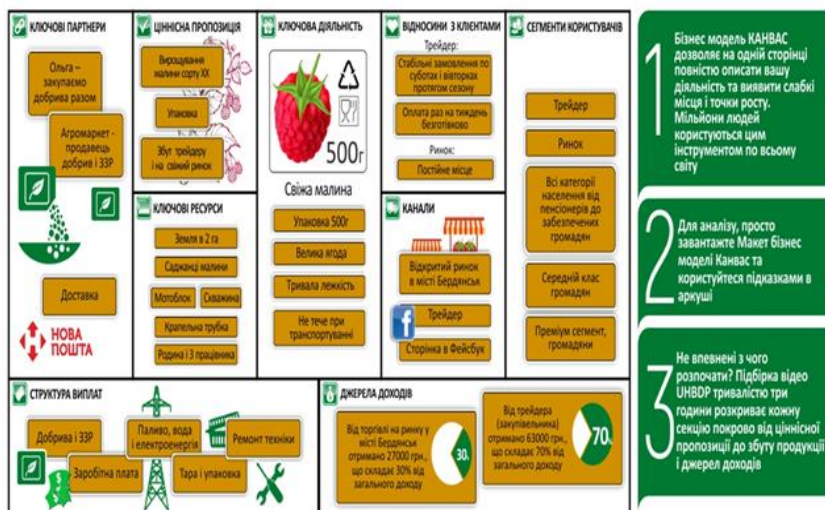 КЛЮЧОВІ ПАРТНЕРИ
Ольга –
закупаємо
добрива разом
Агромаркет -
продавець
добрив і ЗЗР
Доставка
НОВА
ПОШТА
ЦІННІСНА ПРОПОЗИЦІЯ
Вирощування
малини сорту ХХ
Упаковка
Збут трейдеру
і на свіжий ринок
КЛЮЧОВІ РЕСУРСИ
Земля в 2 га
Саджанці малини
Мотоблок
Скважина
Крапельна трубка
Родина і 3 працівника
КЛЮЧОВА ДІЯЛЬНІСТЬ
500г
Свіжа малина
Упаковка 500г
Велика ягода
Тривала лежкість
Не тече при
транспортуванні
ВІДНОСИНИ З КЛІЄНТАМИ
Трейдер:
Стабільні замовлення по
суботах і вівторках
протягом сезону
Оплата раз на тиждень
безготівково
Ринок:
Постійне місце
КАНАЛИ
Відкритий ринок
в місті Бердянськ
Трейдер
Сторінка в Фейсбук
СЕГМЕНТИ КОРИСТУВАЧІВ
Трейдер
Ринок
Всі категорії
населення від
пенсіонерів до
забезпечених
громадян
Середній клас
громадян
Преміум сегмент,
громадяни
СТРУКТУРА ВИПЛАТ
Добрива і ЗЗР
Паливо, вода
і електроенергія
Ремонт техніки
Заробітна плата
Тара і упаковка
ДЖЕРЕЛА ДОХОДІВ
Від торгівлі на ринку у
місті Бердянськ
отримано 27000 грн.,
що складає 30% від
загального доходу
30%
Від трейдера
(закупівельника)
отримано 63000 грн.,
що складає 70% від
загального доходу
70%
1
Бізнес модель КАНВАС
дозволяє на одній сторінці
повністю описати вашу
діяльність та виявити слабкі
місця і точки росту.
Мільйони людей
користуються цим
інструментом по всьому
світу
2
Для аналізу, просто
завантажте Макет бізнес
моделі Канвас та
користуйтеся підказками в
аркуші
3
Не впевнені з чого
розпочати? Підбірка відео
UHBDP тривалістю три
години розкриває кожну
секцію покрово від ціннісної
пропозиції до збуту продукції
і джерел доходів